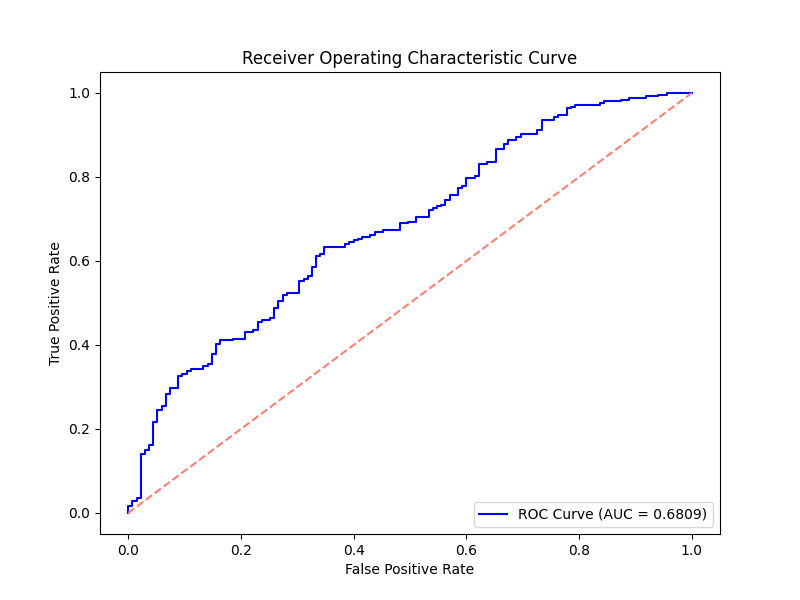 Receiver Operating Characteristic Curve
1.0
0.8
0.6
0.4
0.2
0.0
True Positive Rate
ROC Curve (AUC = 0.6809)
0.0 0.2 0.4 0.6 0.8 1.0
False Positive Rate